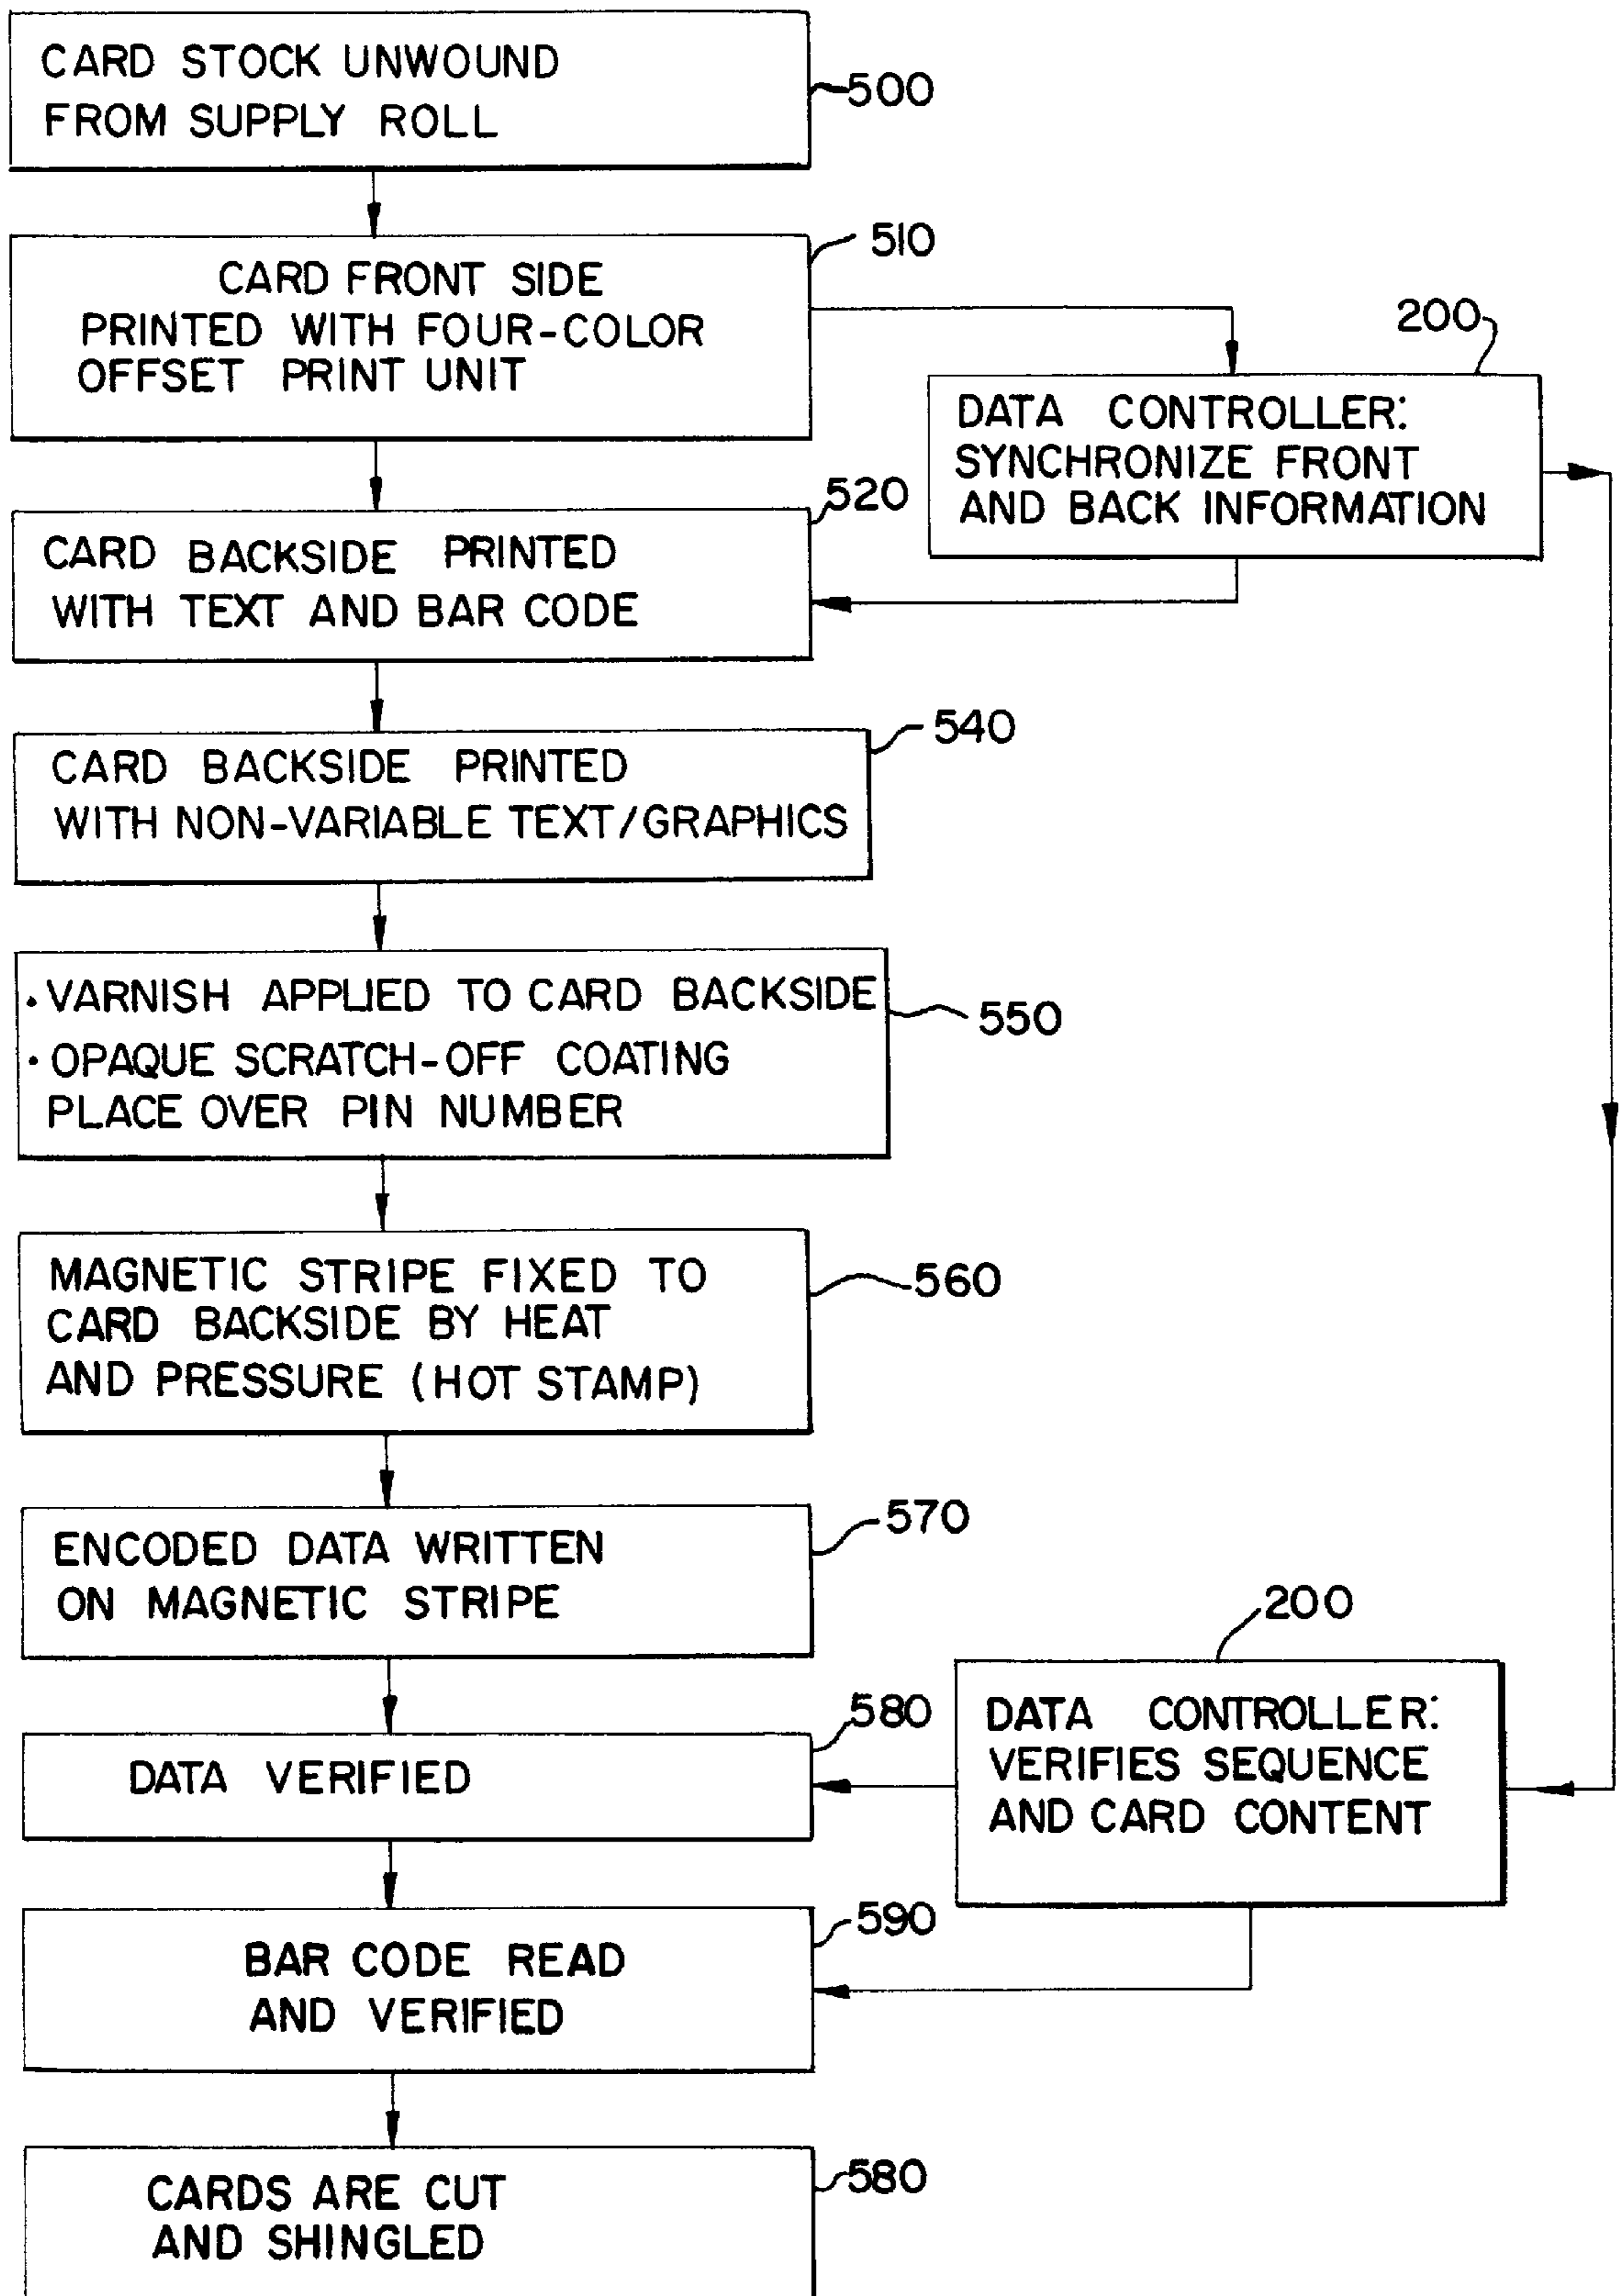 CARD STOCK UNWOUND
FROM SUPPLY ROLL
500
CARD FRONT SIDE
PRINTED WITH FOUR-COLOR
OFFSET PRINT UNIT
510
200
DATA CONTROLLER:
SYNCHRONIZE FRONT
AND BACK INFORMATION
CARD BACKSIDE PRINTED
WITH TEXT AND BAR CODE
520
CARD BACKSIDE PRINTED
WITH NON-VARIABLE TEXT/GRAPHICS
540
• VARNISH APPLIED TO CARD BACKSIDE
• OPAQUE SCRATCH-OFF COATING
PLACE OVER PIN NUMBER
550
MAGNETIC STRIPE FIXED TO
CARD BACKSIDE BY HEAT
AND PRESSURE (HOT STAMP)
560
ENCODED DATA WRITTEN
ON MAGNETIC STRIPE
570
200
DATA CONTROLLER:
VERIFIES SEQUENCE
AND CARD CONTENT
DATA VERIFIED
580
BAR CODE READ
AND VERIFIED
590
CARDS ARE CUT
AND SHINGLED
580